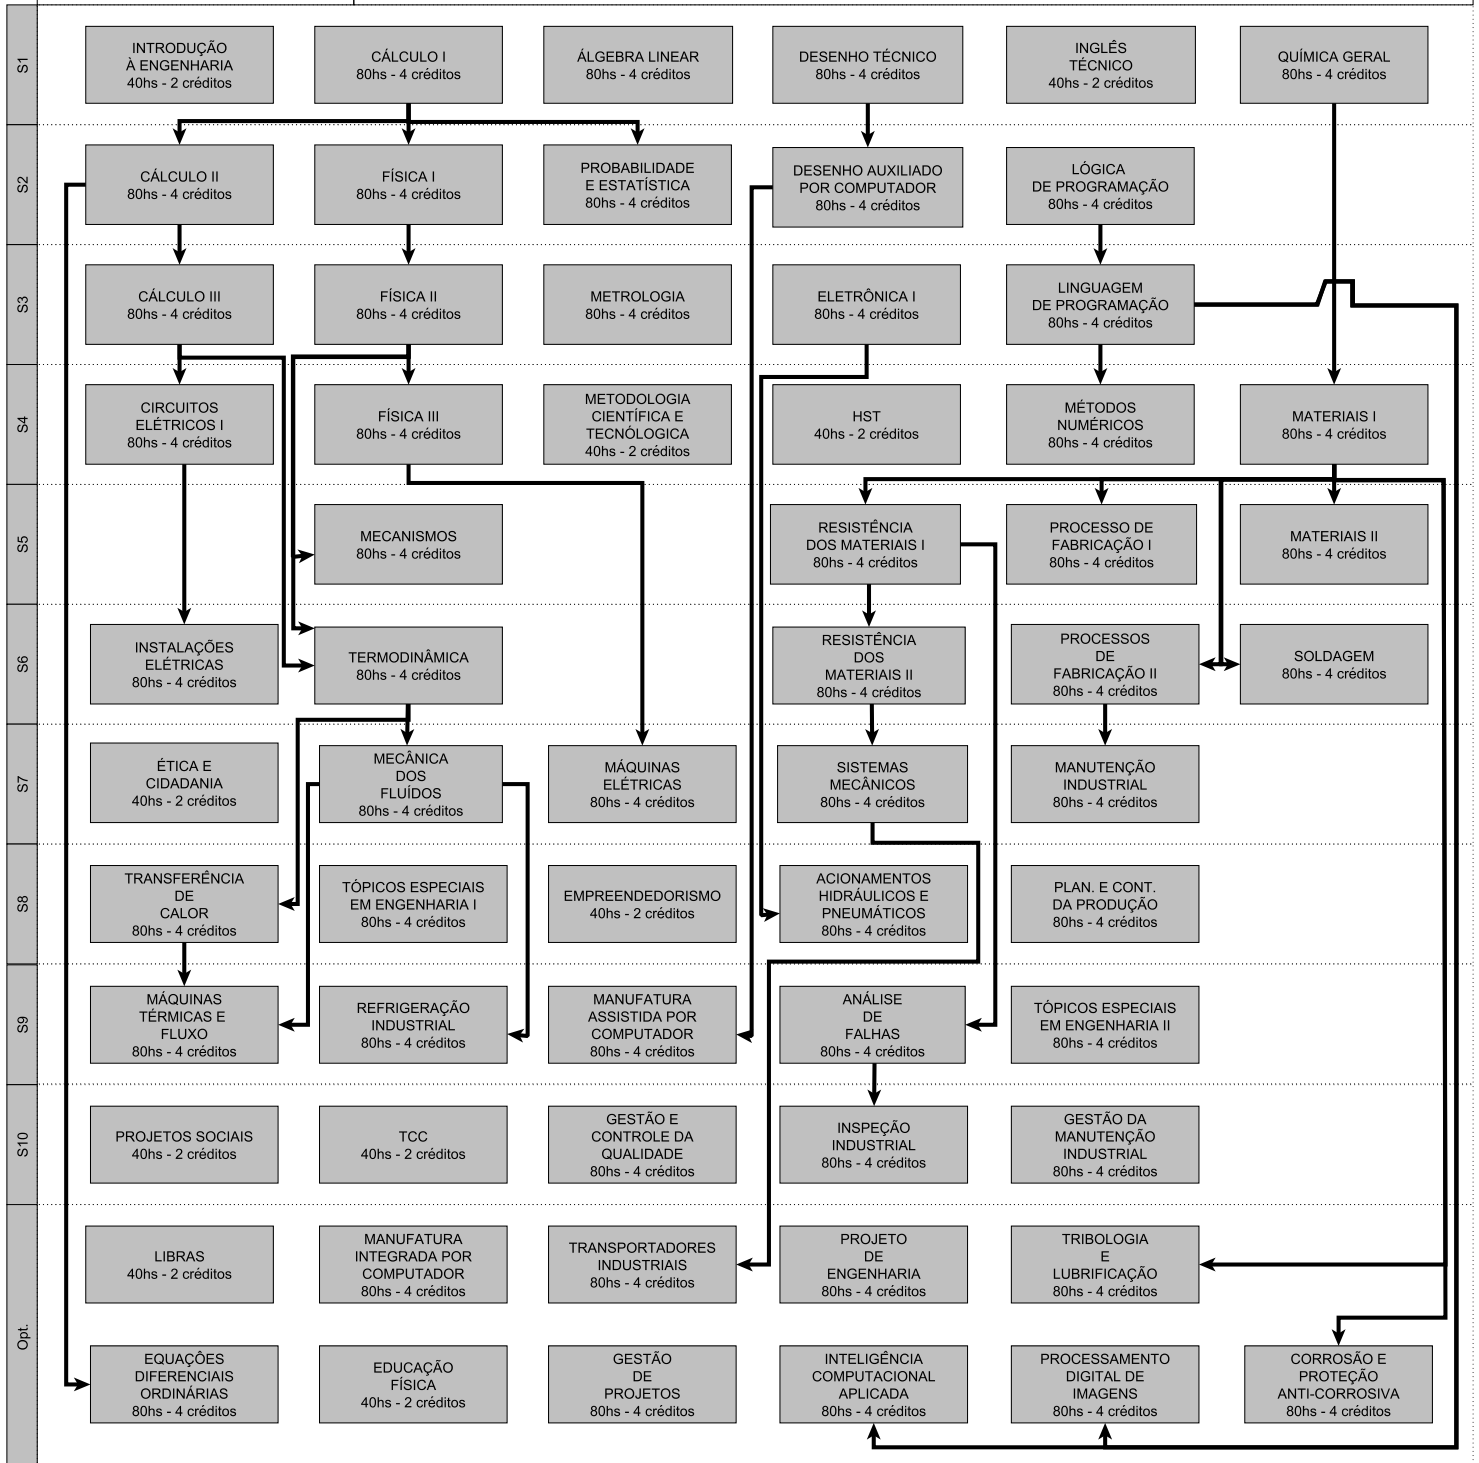 S1
INTRODUÇÃO
À ENGENHARIA
40hs - 2 créditos
CÁLCULO I
80hs - 4 créditos
ÁLGEBRA LINEAR
80hs - 4 créditos
DESENHO TÉCNICO
80hs - 4 créditos
INGLÊS
TÉCNICO
40hs - 2 créditos
QUÍMICA GERAL
80hs - 4 créditos
S2
CÁLCULO II
80hs - 4 créditos
FÍSICA I
80hs - 4 créditos
PROBABILIDADE
E ESTATÍSTICA
80hs - 4 créditos
DESENHO AUXILIADO
POR COMPUTADOR
80hs - 4 créditos
LÓGICA
DE PROGRAMAÇÃO
80hs - 4 créditos
S3
CÁLCULO III
80hs - 4 créditos
FÍSICA II
80hs - 4 créditos
METROLOGIA
80hs - 4 créditos
ELETRÔNICA I
80hs - 4 créditos
LINGUAGEM
DE PROGRAMAÇÃO
80hs - 4 créditos
S4
CIRCUITOS
ELÉTRICOS I
80hs - 4 créditos
FÍSICA III
80hs - 4 créditos
METODOLOGIA
CIENTÍFICA E
TECNÓLOGICA
40hs - 2 créditos
HST
40hs - 2 créditos
MÉTODOS
NUMÉRICOS
80hs - 4 créditos
MATERIAIS I
80hs - 4 créditos
S5
MECANISMOS
80hs - 4 créditos
RESISTÊNCIA
DOS MATERIAIS I
80hs - 4 créditos
PROCESSO DE
FABRICAÇÃO I
80hs - 4 créditos
MATERIAIS II
80hs - 4 créditos
S6
INSTALAÇÕES
ELÉTRICAS
80hs - 4 créditos
TERMODINÂMICA
80hs - 4 créditos
RESISTÊNCIA
DOS
MATERIAIS II
80hs - 4 créditos
PROCESSOS
DE
FABRICAÇÃO II
80hs - 4 créditos
SOLDAGEM
80hs - 4 créditos
S7
ÉTICA E
CIDADANIA
40hs - 2 créditos
MECÂNICA
DOS
FLUÍDOS
80hs - 4 créditos
MÁQUINAS
ELÉTRICAS
80hs - 4 créditos
SISTEMAS
MECÂNICOS
80hs - 4 créditos
MANUTENÇÃO
INDUSTRIAL
80hs - 4 créditos
S8
TRANSFERÊNCIA
DE
CALOR
80hs - 4 créditos
TÓPICOS ESPECIAIS
EM ENGENHARIA I
80hs - 4 créditos
EMPREENDEDORISMO
40hs - 2 créditos
ACIONAMENTOS
HIDRÁULICOS E
PNEUMÁTICOS
80hs - 4 créditos
PLAN. E CONT.
DA PRODUÇÃO
80hs - 4 créditos
S9
MÁQUINAS
TÉRMICAS E
FLUXO
80hs - 4 créditos
REFRIGERAÇÃO
INDUSTRIAL
80hs - 4 créditos
MANUFATURA
ASSISTIDA POR
COMPUTADOR
80hs - 4 créditos
ANÁLISE
DE
FALHAS
80hs - 4 créditos
TÓPICOS ESPECIAIS
EM ENGENHARIA II
80hs - 4 créditos
S10
PROJETOS SOCIAIS
40hs - 2 créditos
TCC
40hs - 2 créditos
GESTÃO E
CONTROLE DA
QUALIDADE
80hs - 4 créditos
INSPEÇÃO
INDUSTRIAL
80hs - 4 créditos
GESTÃO DA
MANUTENÇÃO
INDUSTRIAL
80hs - 4 créditos
Opt.
LIBRAS
40hs - 2 créditos
MANUFATURA
INTEGRADA POR
COMPUTADOR
80hs - 4 créditos
TRANSPORTADORES
INDUSTRIAIS
80hs - 4 créditos
PROJETO
DE
ENGENHARIA
80hs - 4 créditos
TRIBOLOGIA
E
LUBRIFICAÇÃO
80hs - 4 créditos
EQUAÇÔES
DIFERENCIAIS
ORDINÁRIAS
80hs - 4 créditos
EDUCAÇÃO
FÍSICA
40hs - 2 créditos
GESTÃO
DE
PROJETOS
80hs - 4 créditos
INTELIGÊNCIA
COMPUTACIONAL
APLICADA
80hs - 4 créditos
PROCESSAMENTO
DIGITAL DE
IMAGENS
80hs - 4 créditos
CORROSÃO E
PROTEÇÃO
ANTI-CORROSIVA
80hs - 4 créditos